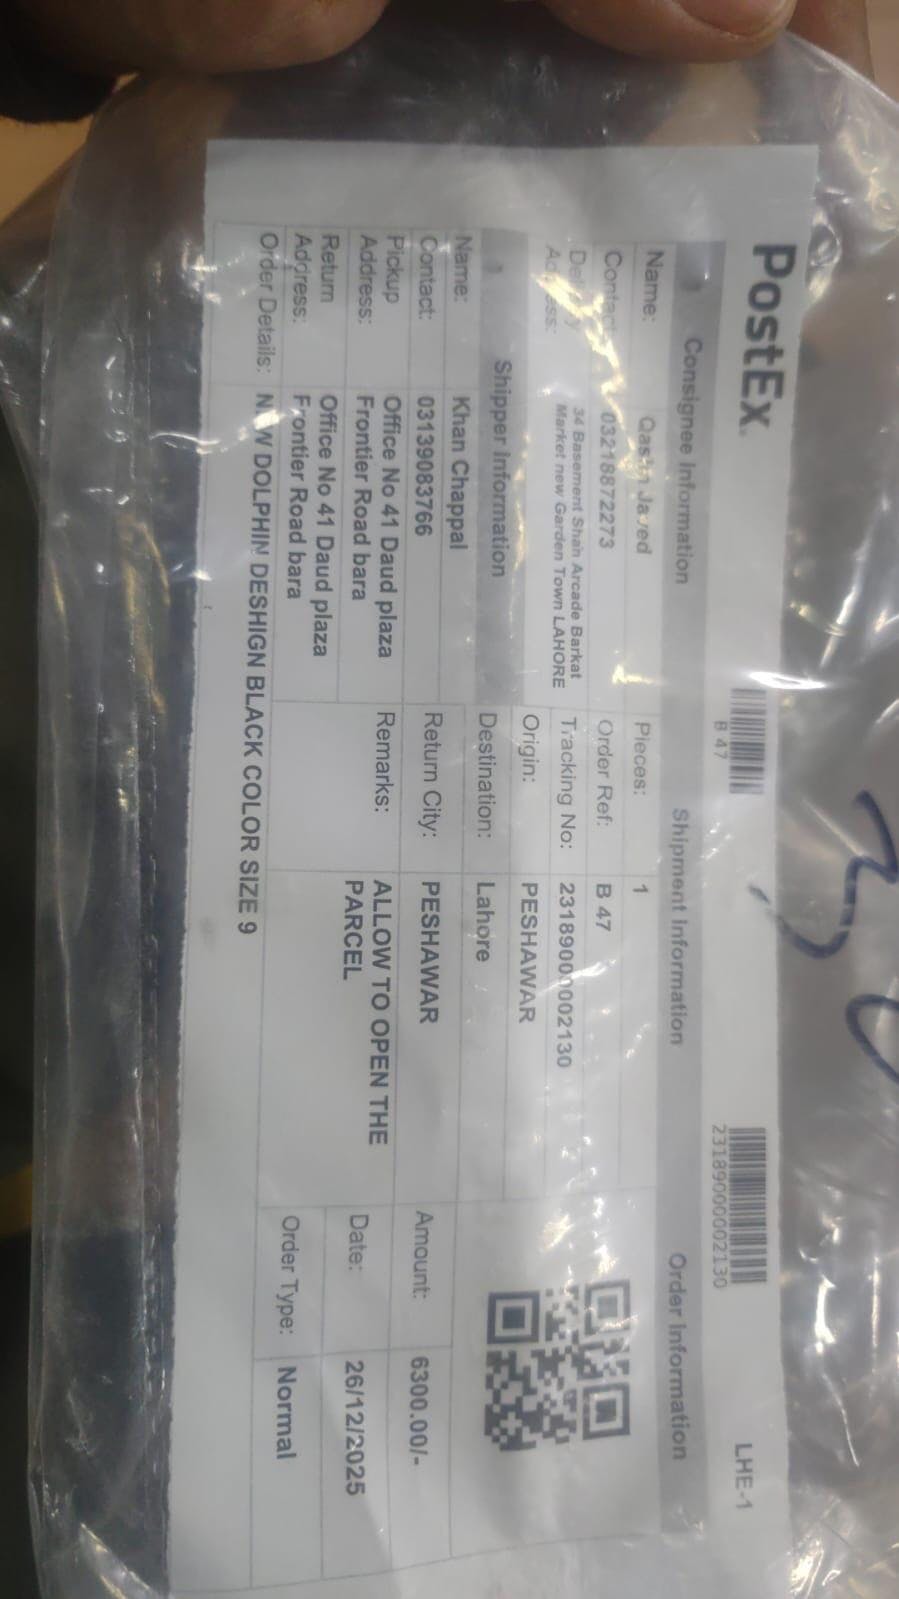 PostEx
B 47
23189000002130
LHE-1
Consignee Information
Name: Javed
Contact: 03218872273
Delivery Address: 34 Basement Shah Arcade Barkat
Market new Garden Town LAHORE
Shipper Information
Name: Khan Chappal
Contact: 03139083766
Pickup Address: Office No 41 Daud plaza
Frontier Road bara
Return Address: Office No 41 Daud plaza
Frontier Road bara
Shipment Information
Pieces: 1
Order Ref: B 47
Tracking No: 23189000002130
Origin: PESHAWAR
Destination: Lahore
Return City: PESHAWAR
Remarks: ALLOW TO OPEN THE
PARCEL
Order Information
Amount: 6300.00/-
Date: 26/12/2025
Order Type: Normal
Order Details: NEW DOLPHIN DESHIGN BLACK COLOR SIZE 9